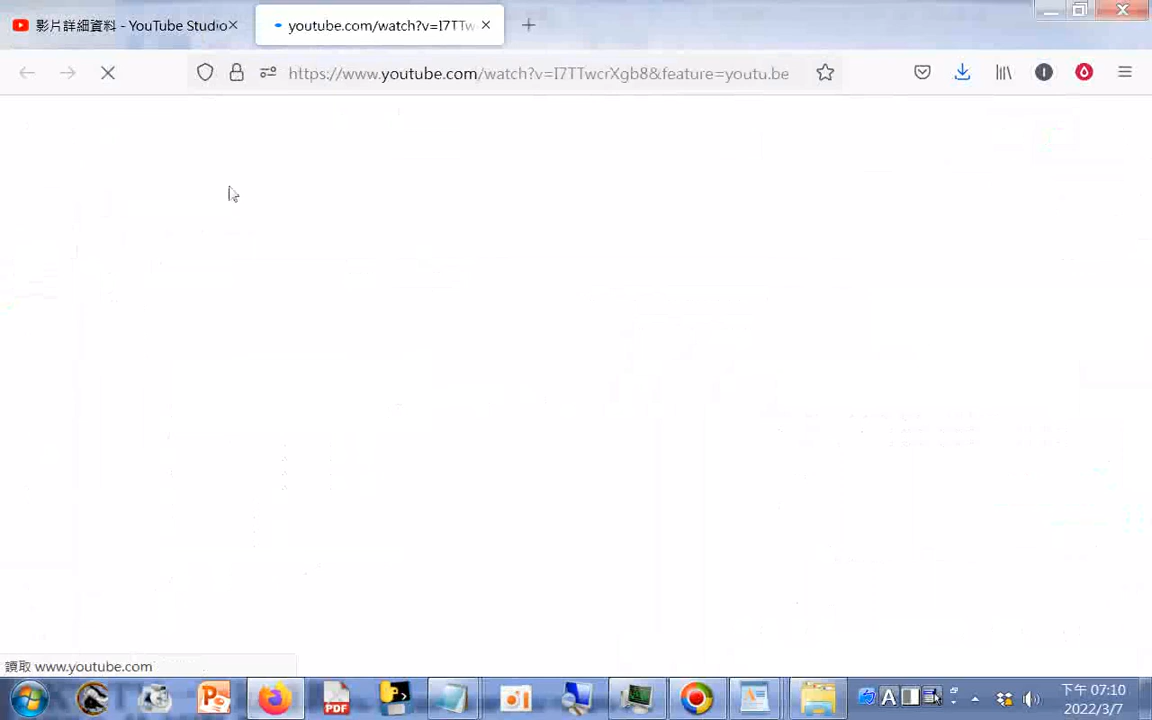 影片詳細資料 - YouTube Studio
youtube.com/watch?v=I7TTw
https://www.youtube.com/watch?v=I7TTwcrXgb8&feature=youtu.be
讀取 www.youtube.com
PDF
A
下午 07:10
2022/3/7